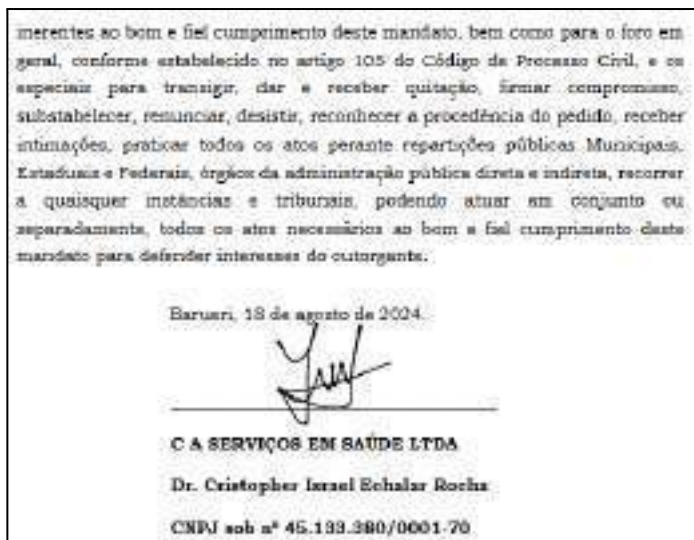 inerentes ao bom e fiel cumprimento deste mandato, bem como para o foro em
geral, conforme estabelecido no artigo 105 do Código de Processo Civil, e os
especiais para transigir, dar e receber quitação, firmar compromisso,
substabelecer, renunciar, desistir, reconhecer a procedência do pedido, receber
intimações, praticar todos os atos perante repartições públicas Municipais,
Estaduais e Federais, órgãos da administração pública direta e indireta, recorrer
a quaisquer instâncias e tribunais, podendo atuar em conjunto ou
separadamente, todos os atos necessários ao bom e fiel cumprimento deste
mandato para defender interesses do outorgante.
Barueri, 18 de agosto de 2024.
C A SERVIÇOS EM SAÚDE LTDA
Dr. Cristopher Israel Echalar Rocha
CNPJ sob nº 45.133.380/0001-70